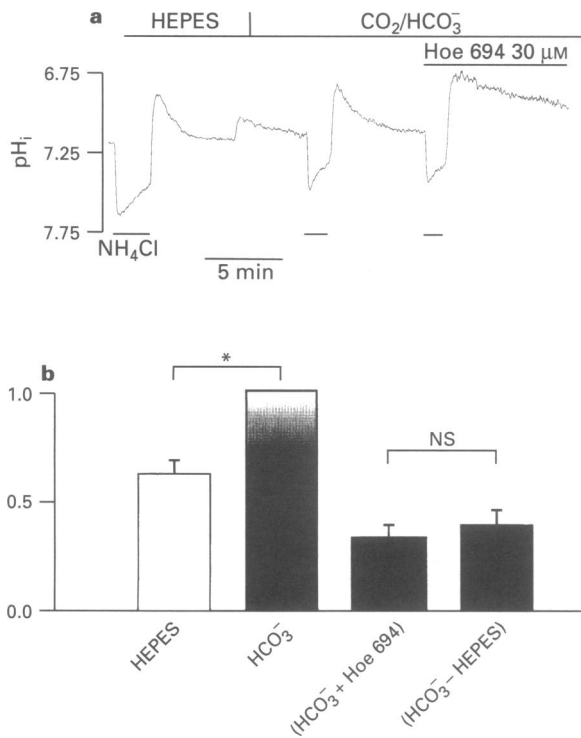 a
HEPES
CO₂/HCO₃⁻
Hoe 694 30 μM
6.75
7.25
7.75
pHᵢ
NH₄Cl
5 min
b
*
NS
1.0
0.5
0.0
HEPES
HCO₃⁻
(HCO₃⁻ + Hoe 694)
(HCO₃⁻ – HEPES)